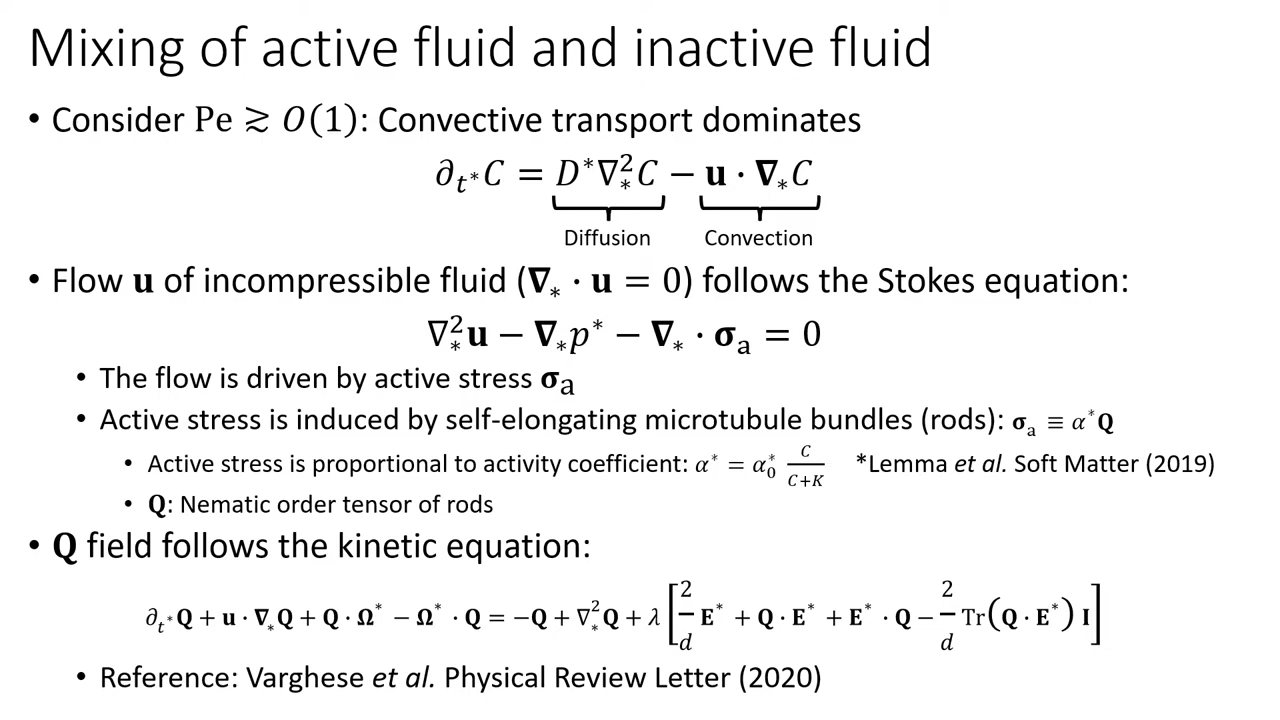 Mixing of active fluid and inactive fluid
• Consider Pe ≳ O(1): Convective transport dominates
∂ₜ* C = D*∇²₊C − 𝐮 · 𝛁₊C
Diffusion Convection
• Flow 𝐮 of incompressible fluid (𝛁₊ · 𝐮 = 0) follows the Stokes equation:
∇²₊𝐮 − 𝛁₊p* − 𝛁₊ · 𝛔ₐ = 0
• The flow is driven by active stress 𝛔ₐ
• Active stress is induced by self-elongating microtubule bundles (rods): 𝛔ₐ ≡ α*𝐐
• Active stress is proportional to activity coefficient: α* = α₀* C/(C+K) *Lemma et al. Soft Matter (2019)
• 𝐐: Nematic order tensor of rods
• 𝐐 field follows the kinetic equation:
∂ₜ*𝐐 + 𝐮 · 𝛁₊𝐐 + 𝐐 · 𝛀* − 𝛀* · 𝐐 = −𝐐 + ∇²₊𝐐 + λ[2/d 𝐄* + 𝐐 · 𝐄* + 𝐄* · 𝐐 − 2/d Tr(𝐐 · 𝐄*) 𝐈]
• Reference: Varghese et al. Physical Review Letter (2020)